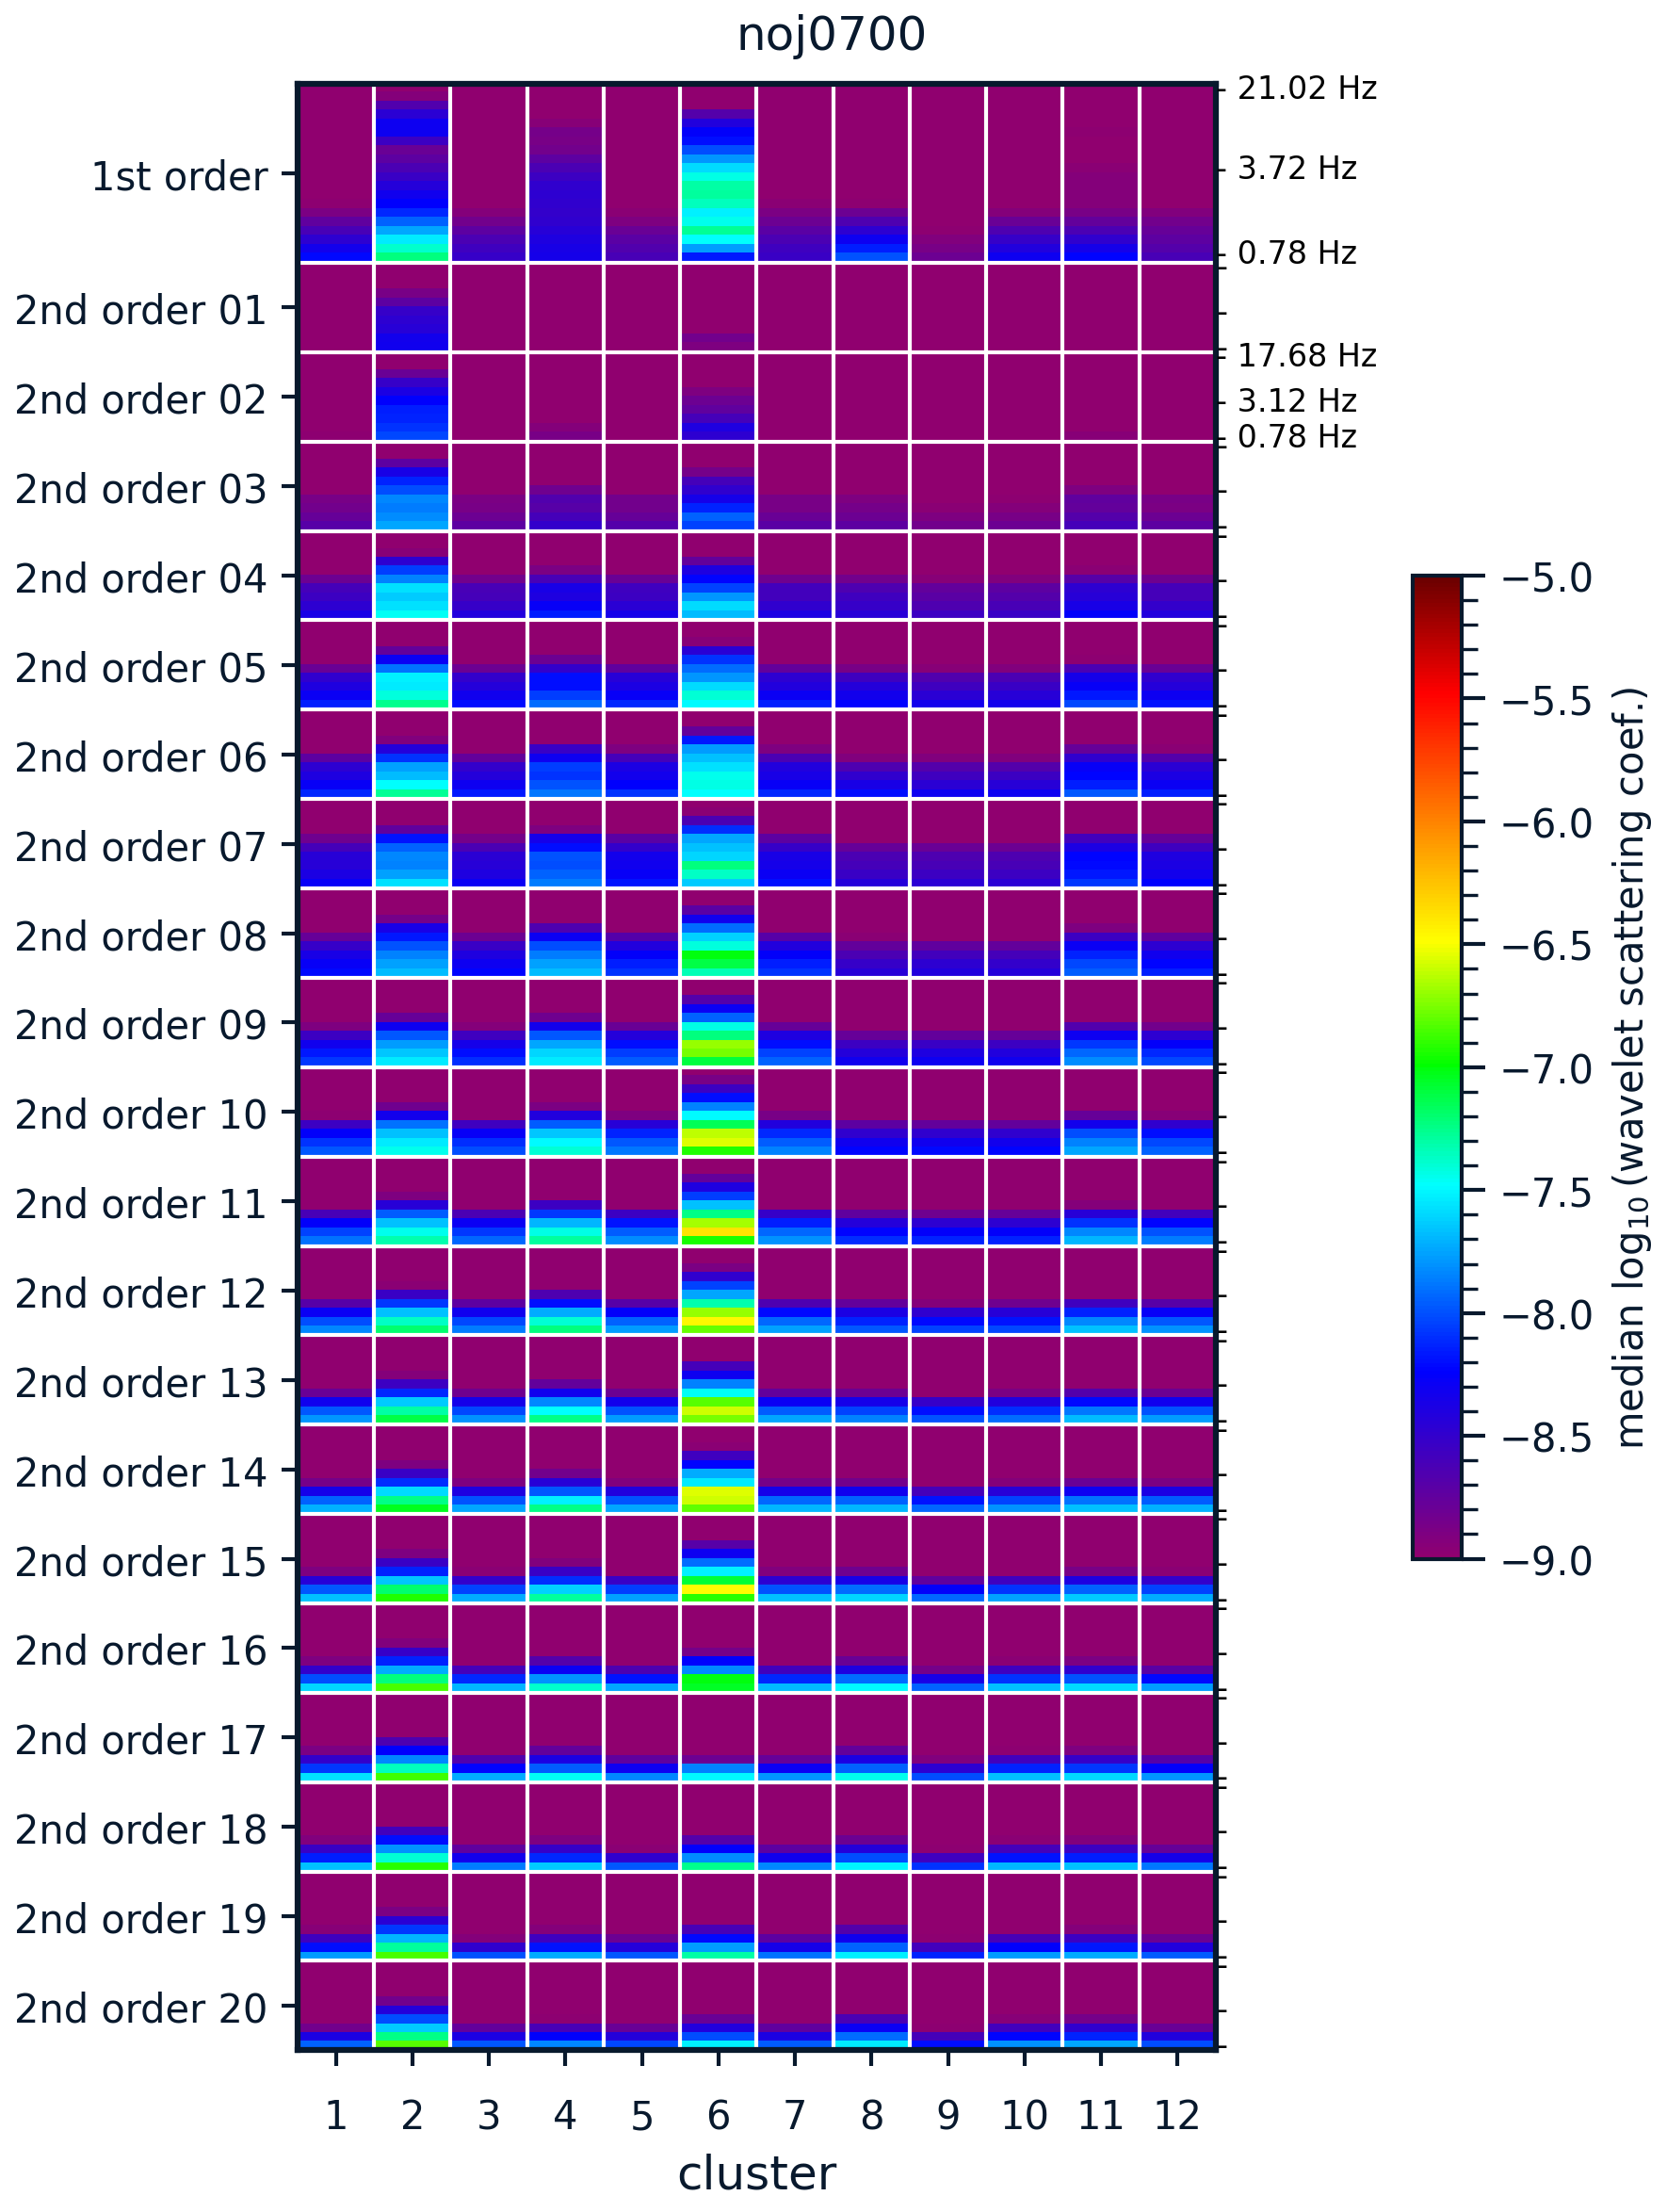 noj0700
21.02 Hz
1st order
3.72 Hz
0.78 Hz
2nd order 01
17.68 Hz
2nd order 02
3.12 Hz
0.78 Hz
2nd order 03
2nd order 04
2nd order 05
2nd order 06
2nd order 07
2nd order 08
2nd order 09
2nd order 10
2nd order 11
2nd order 12
2nd order 13
2nd order 14
2nd order 15
2nd order 16
2nd order 17
2nd order 18
2nd order 19
2nd order 20
1 2 3 4 5 6 7 8 9 10 11 12
cluster
−5.0
−5.5
−6.0
−6.5
−7.0
−7.5
−8.0
−8.5
−9.0
median log₁₀(wavelet scattering coef.)